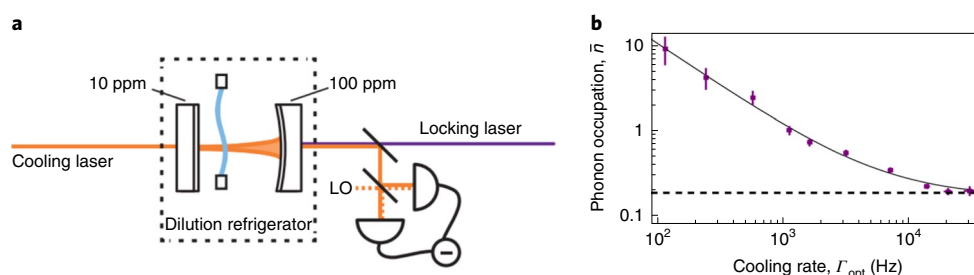 a
10 ppm
100 ppm
Cooling laser
Locking laser
LO
Dilution refrigerator
−
b
Phonon occupation, n̄
10
1
0.1
10²
10³
10⁴
Cooling rate, Γopt (Hz)